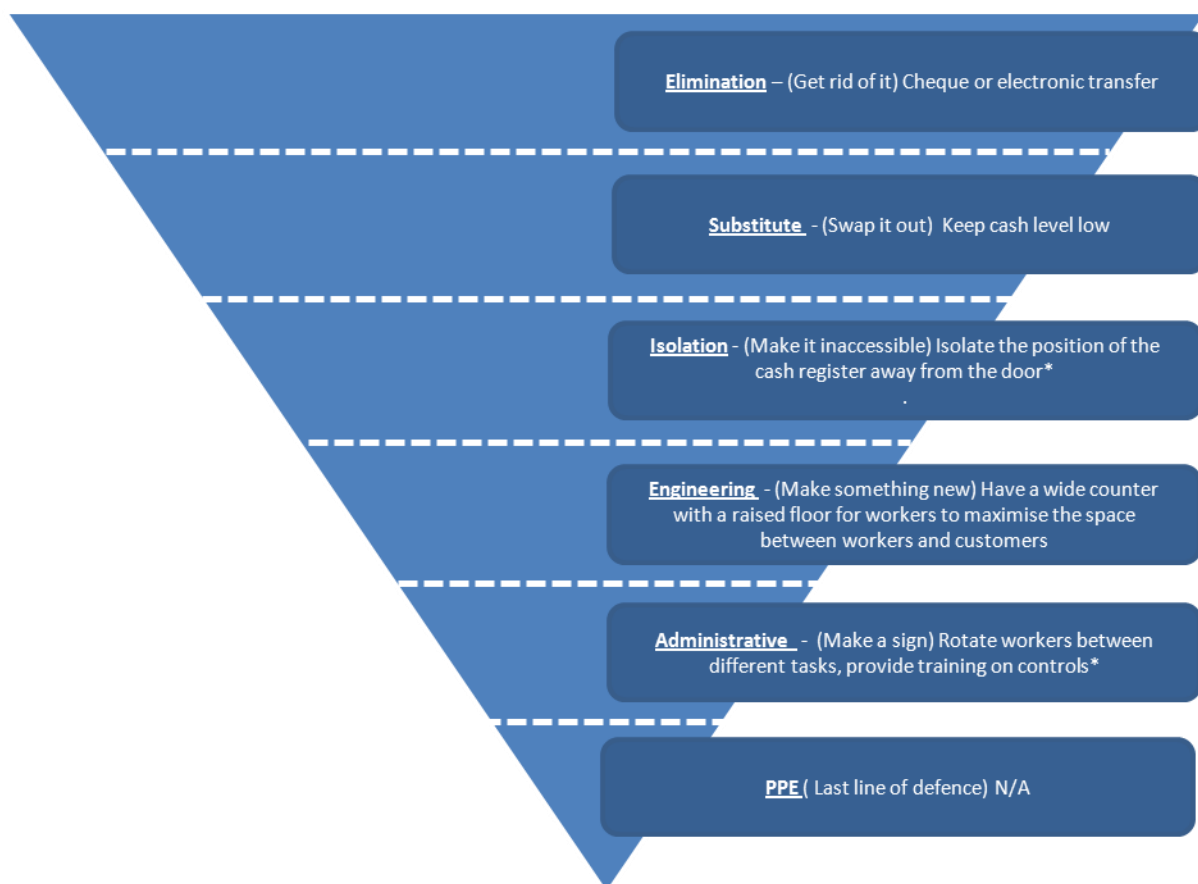 Elimination – (Get rid of it) Cheque or electronic transfer
Substitute - (Swap it out) Keep cash level low
Isolation - (Make it inaccessible) Isolate the position of the
cash register away from the door*
.
Engineering - (Make something new) Have a wide counter
with a raised floor for workers to maximise the space
between workers and customers
Administrative - (Make a sign) Rotate workers between
different tasks, provide training on controls*
PPE ( Last line of defence) N/A